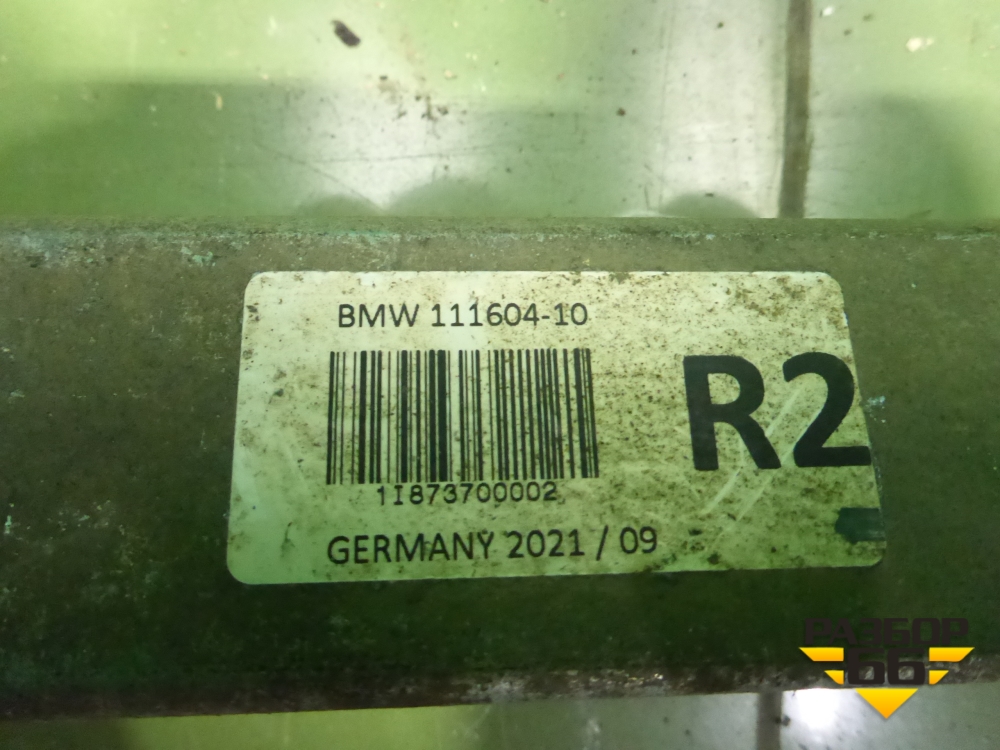 BMW 111604-10
R2
1I873700002
GERMANY 2021 / 09
РАЗБОР
66